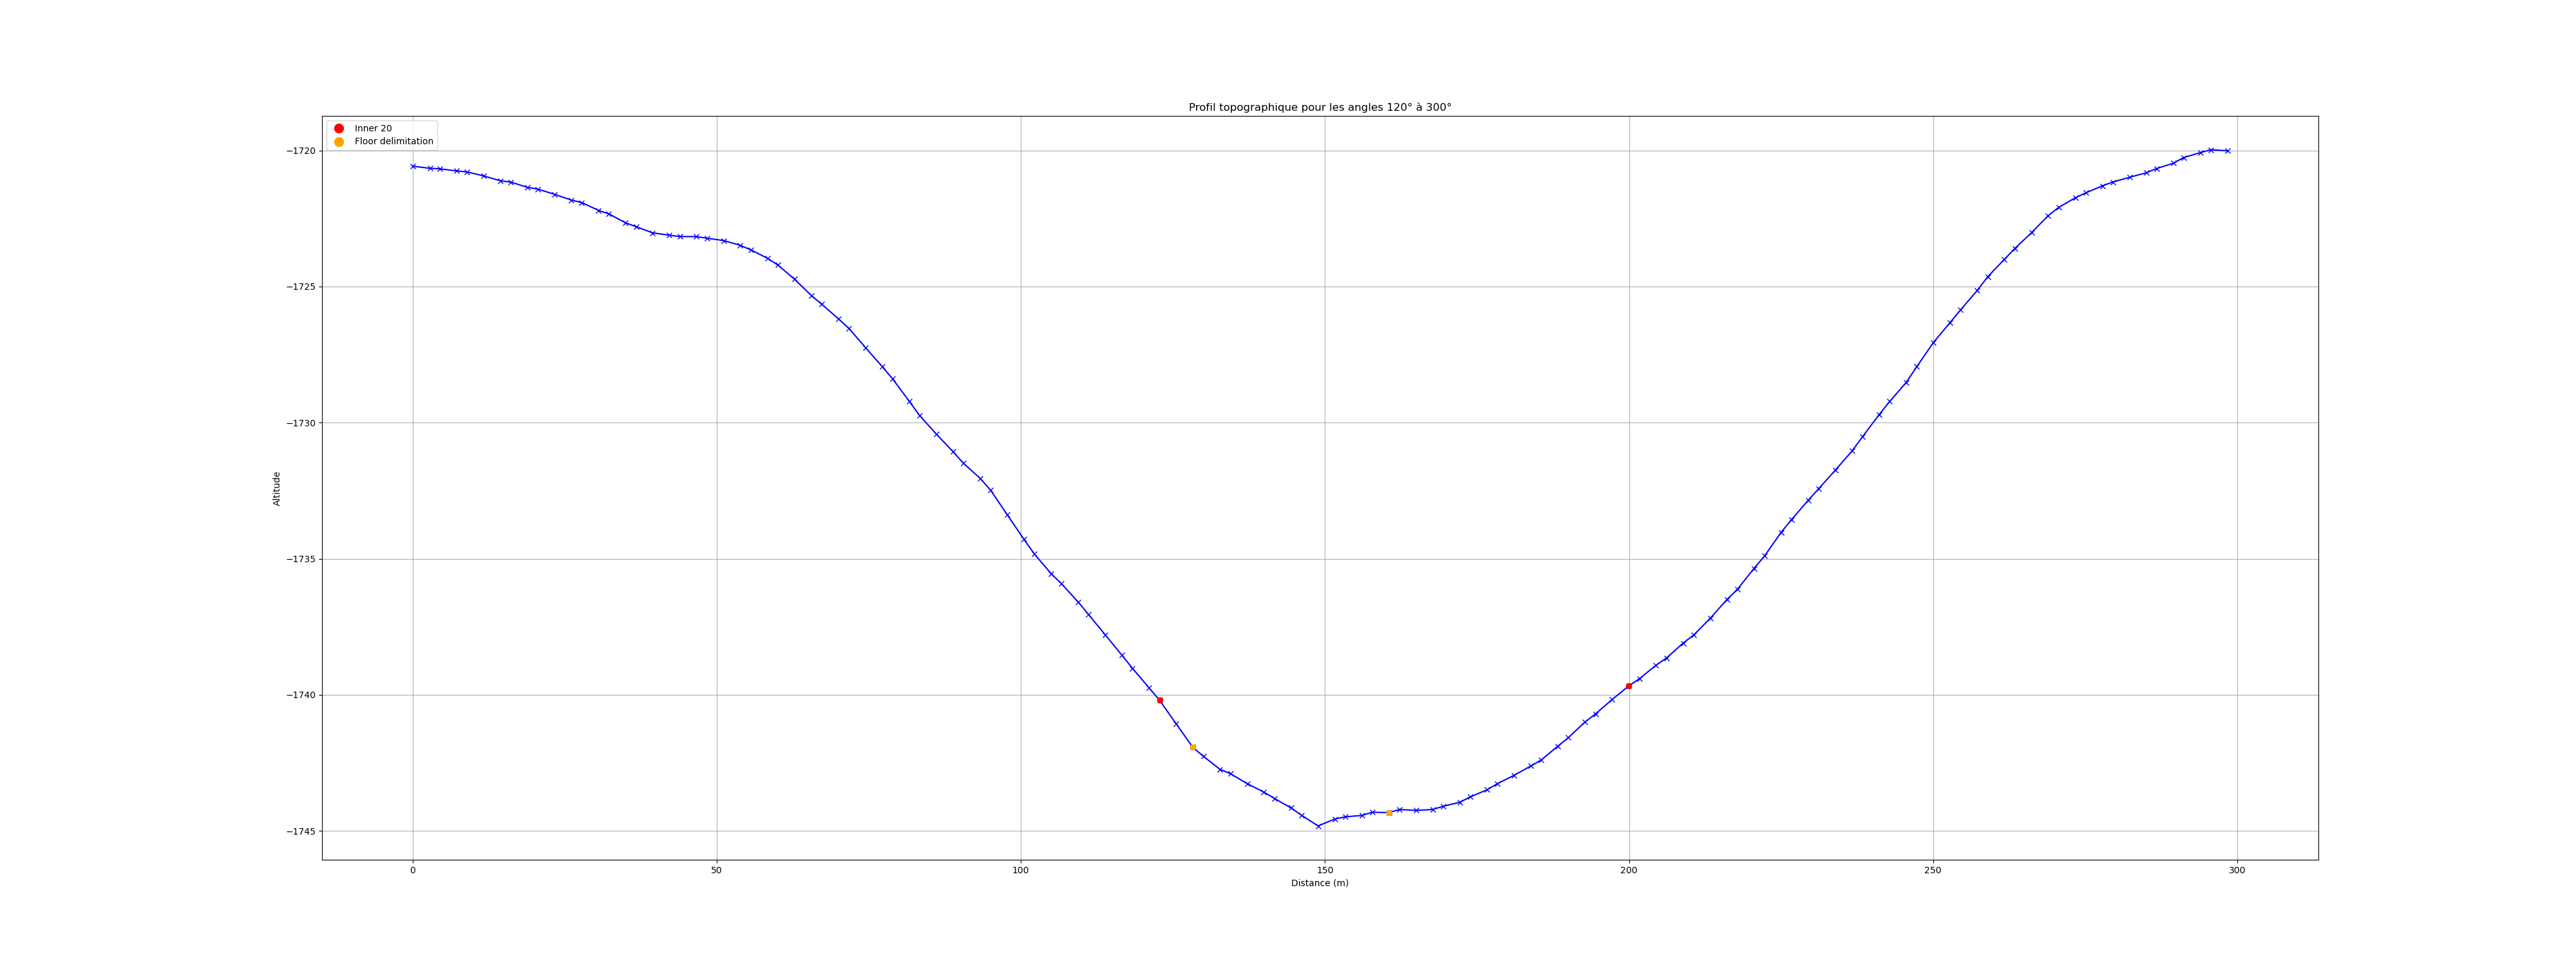 Profil topographique pour les angles 120° à 300°
Inner 20
Floor delimitation
−1720
−1725
−1730
−1735
−1740
−1745
Altitude
0 50 100 150 200 250 300
Distance (m)